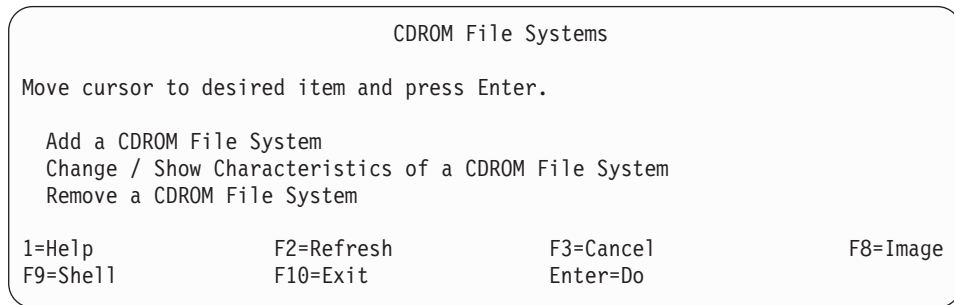 CDROM File Systems
Move cursor to desired item and press Enter.
Add a CDROM File System
Change / Show Characteristics of a CDROM File System
Remove a CDROM File System
1=Help F2=Refresh F3=Cancel F8=Image
F9=Shell F10=Exit Enter=Do